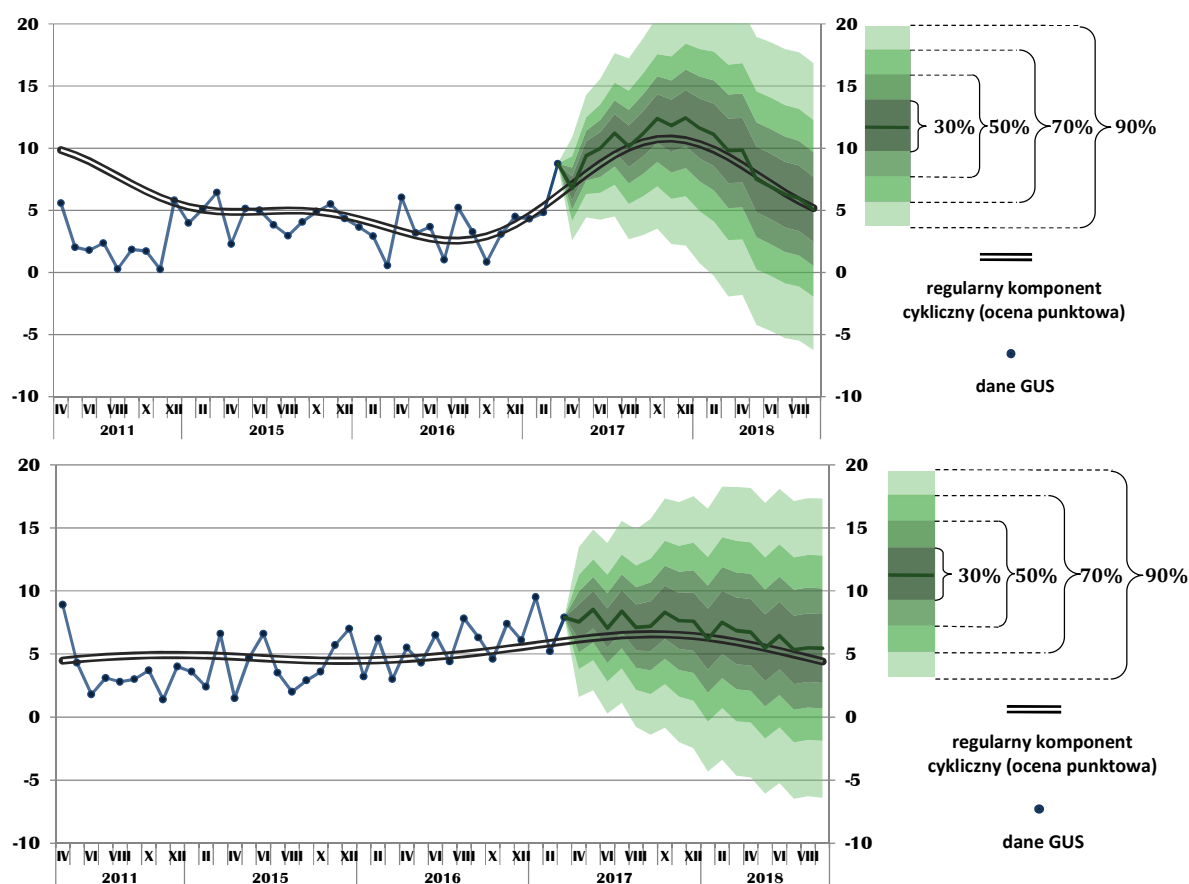 20 20
15 15
10 10
5 5
0 0
-5 -5
-10 -10
IV VI VIII X XII II IV VI VIII X XII II IV VI VIII X XII II IV VI VIII X XII II IV VI VIII
2011 2015 2016 2017 2018
30% 50% 70% 90%
regularny komponent
cykliczny (ocena punktowa)
dane GUS
20 20
15 15
10 10
5 5
0 0
-5 -5
-10 -10
IV VI VIII X XII II IV VI VIII X XII II IV VI VIII X XII II IV VI VIII X XII II IV VI VIII
2011 2015 2016 2017 2018
30% 50% 70% 90%
regularny komponent
cykliczny (ocena punktowa)
dane GUS